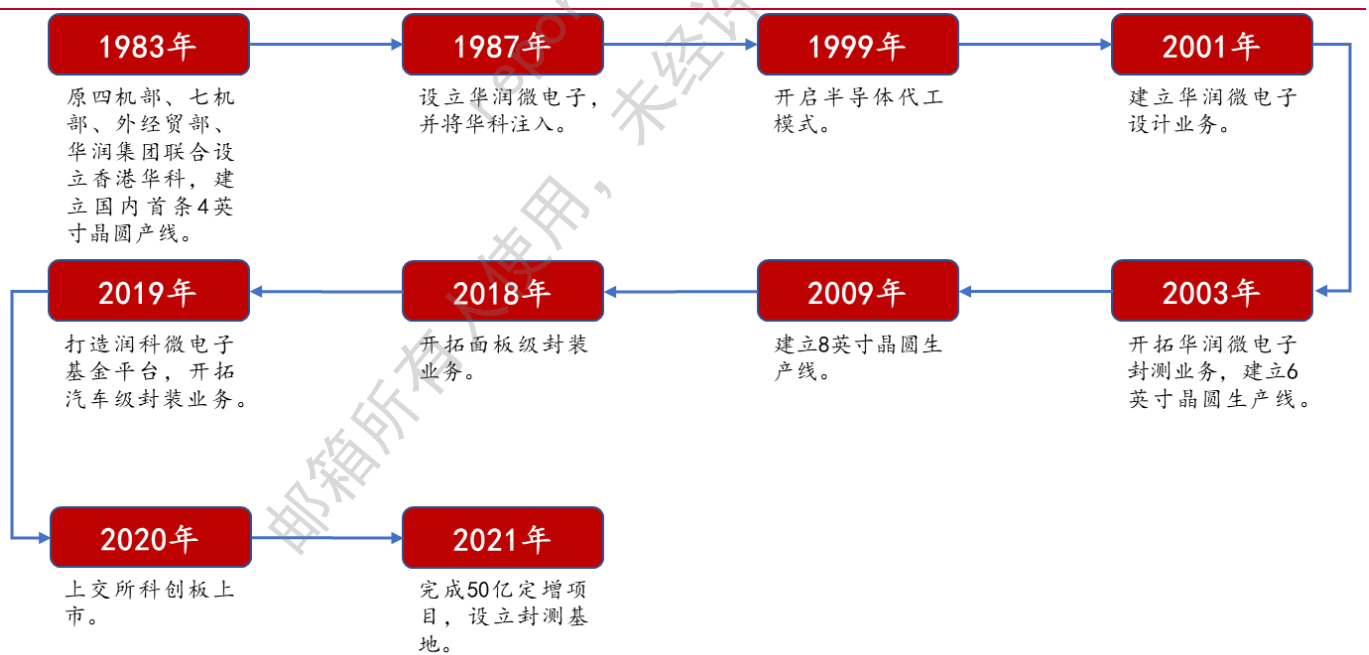 1983年
1987年
1999年
2001年
原四机部、七机
部、外经贸部、
华润集团联合设
立香港华科，建
立国内首条4英
寸晶圆产线。
设立华润微电子，
并将华科注入。
开启半导体代工
模式。
建立华润微电子
设计业务。
2019年
2018年
2009年
2003年
打造润科微电子
基金平台，开拓
汽车级封装业务。
开拓面板级封装
业务。
建立8英寸晶圆生
产线。
开拓华润微电子
封测业务，建立6
英寸晶圆生产线。
2020年
2021年
上交所科创板上
市。
完成50亿定增项
目，设立封测基
地。
邮箱所有人使用，未经许
repor